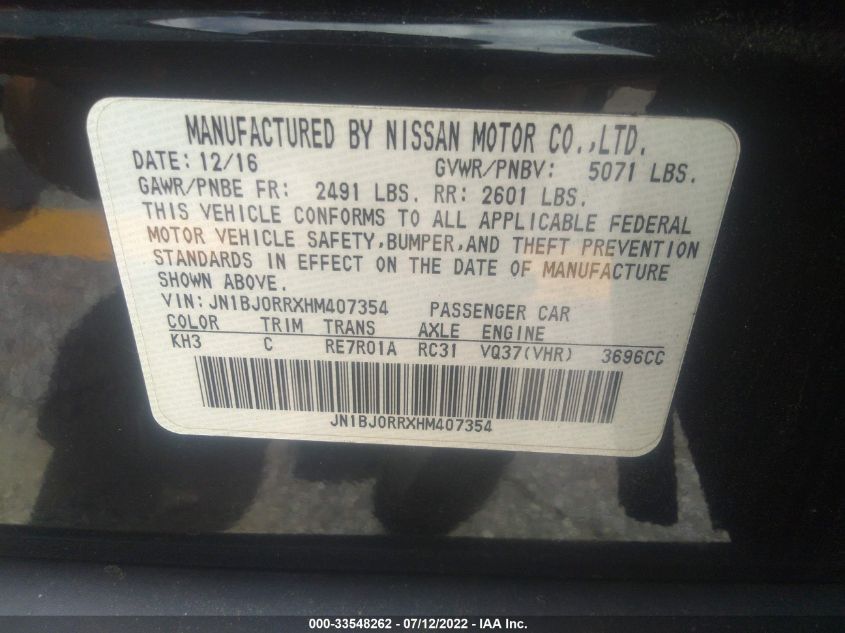 MANUFACTURED BY NISSAN MOTOR CO.,LTD.
DATE: 12/16 GVWR/PNBV: 5071 LBS.
GAWR/PNBE FR: 2491 LBS. RR: 2601 LBS.
THIS VEHICLE CONFORMS TO ALL APPLICABLE FEDERAL
MOTOR VEHICLE SAFETY,BUMPER,AND THEFT PREVENTION
STANDARDS IN EFFECT ON THE DATE OF MANUFACTURE
SHOWN ABOVE.
VIN: JN1BJ0RRXHM407354 PASSENGER CAR
COLOR TRIM TRANS AXLE ENGINE
KH3 C RE7R01A RC31 VQ37(VHR) 3696CC
JN1BJ0RRXHM407354
000-33548262 - 07/12/2022 - IAA Inc.